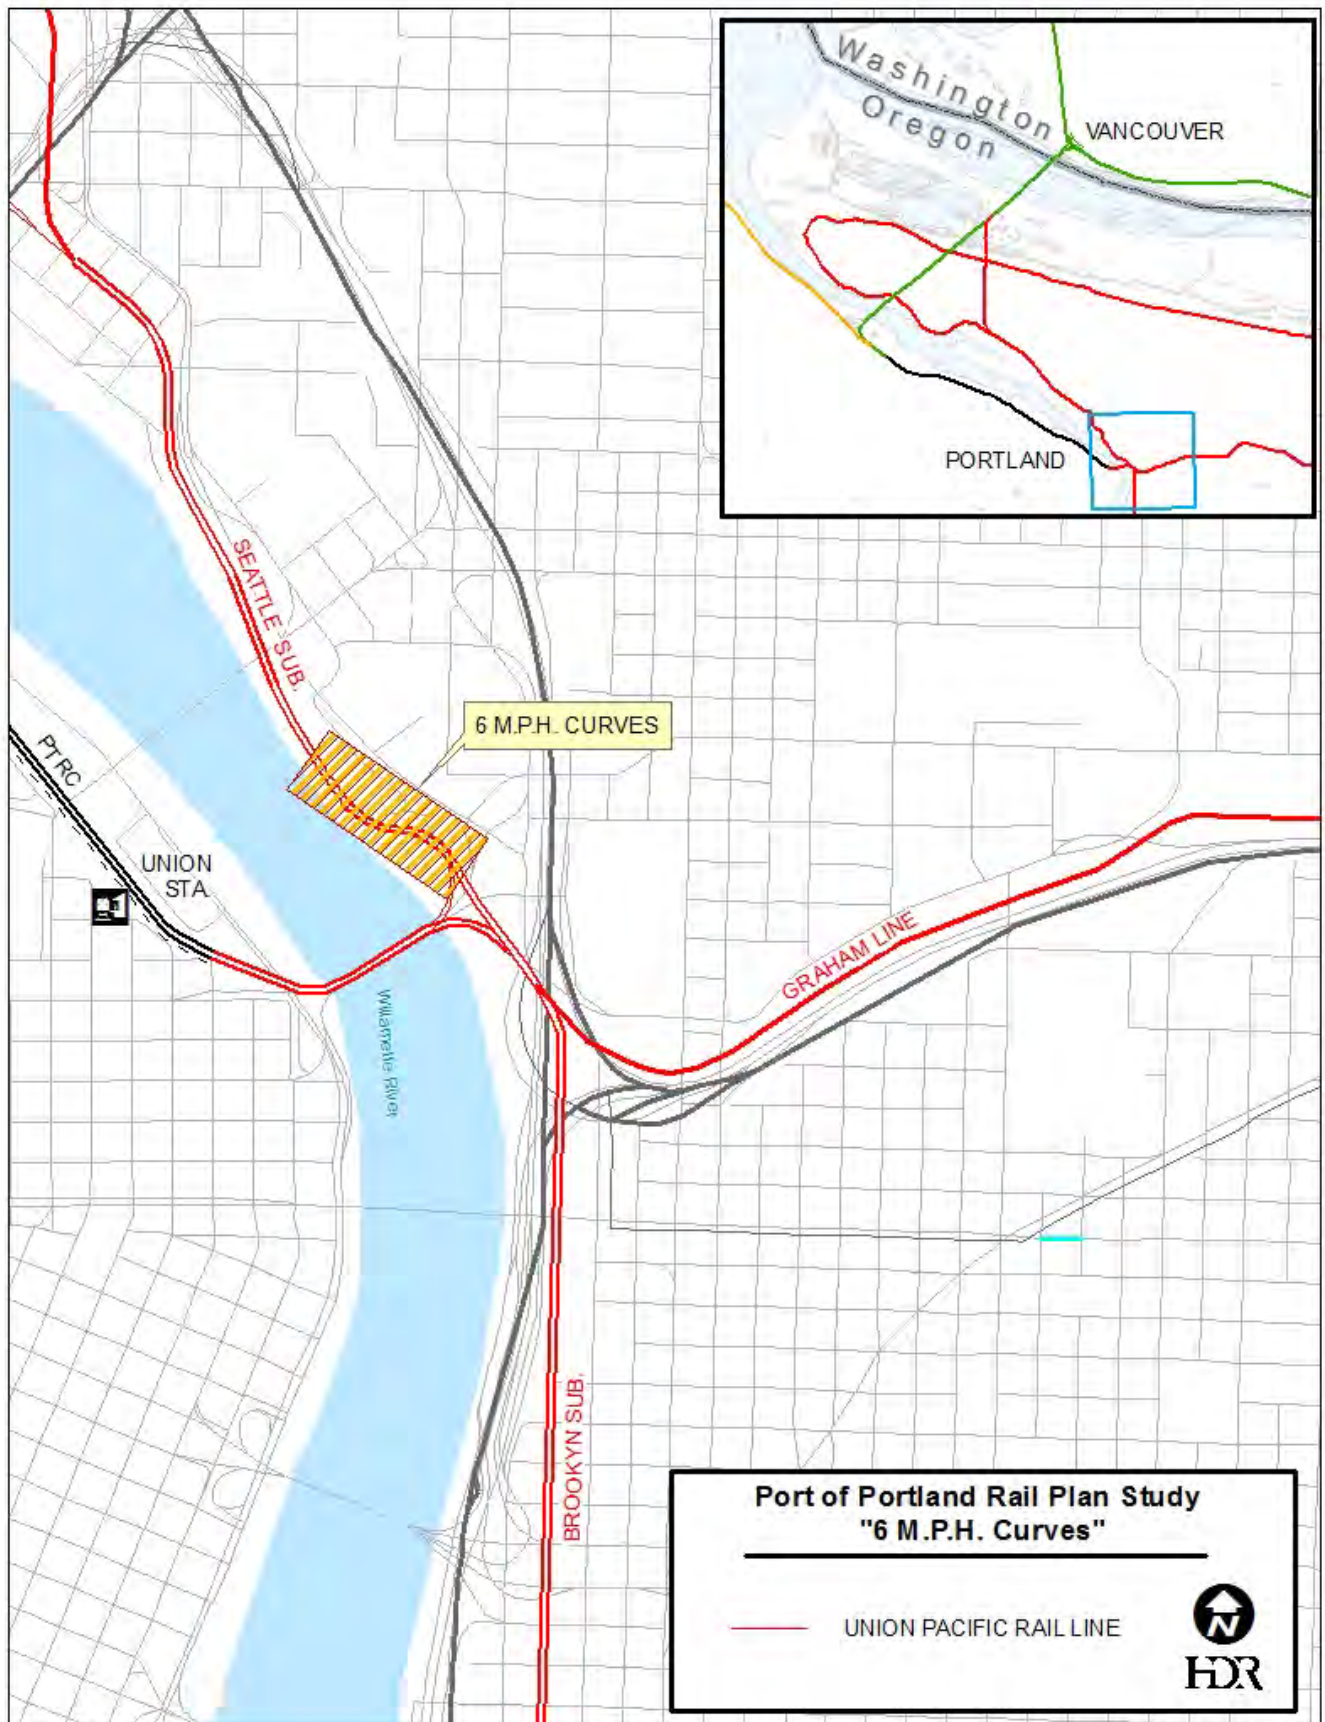 Washington
Oregon
VANCOUVER
PORTLAND
SEATTLE SUB.
6 M.P.H. CURVES
PTRC
UNION
STA.
GRAHAM LINE
Willamette River
BROOKYN SUB.
Port of Portland Rail Plan Study
"6 M.P.H. Curves"
UNION PACIFIC RAIL LINE
N
HDR